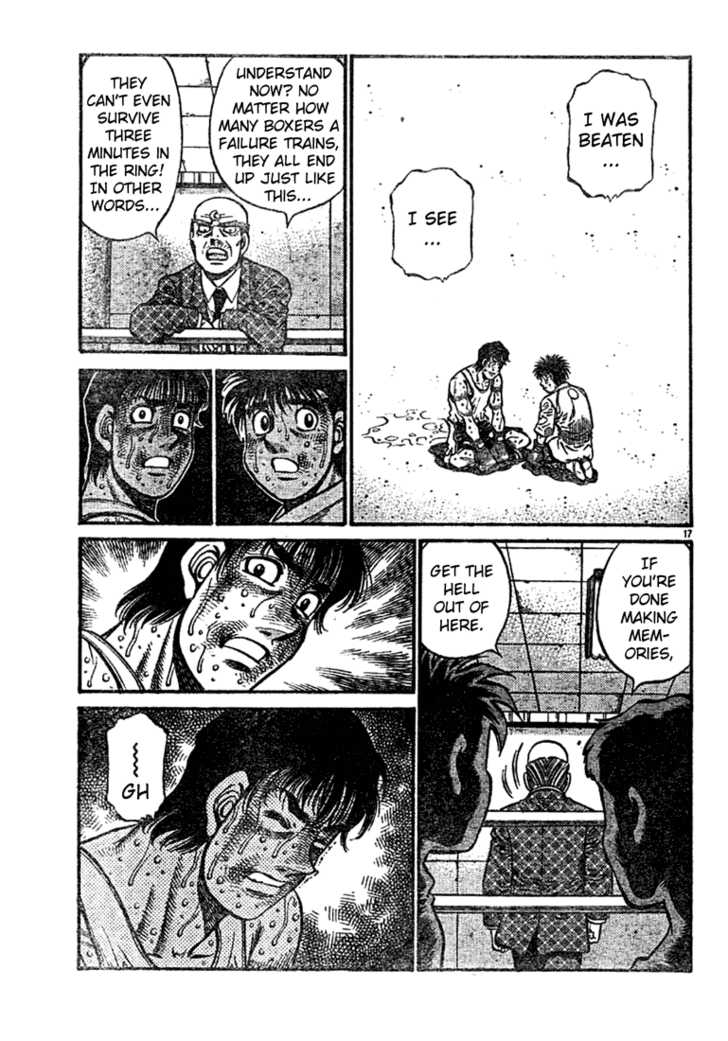 I WAS
BEATEN
...
I SEE
...
UNDERSTAND
NOW? NO
MATTER HOW
MANY BOXERS A
FAILURE TRAINS,
THEY ALL END
UP JUST LIKE
THIS...
THEY
CAN'T EVEN
SURVIVE
THREE
MINUTES IN
THE RING!
IN OTHER
WORDS...
17
IF
YOU'RE
DONE
MAKING
MEM-
ORIES,
GET THE
HELL
OUT OF
HERE.
GH